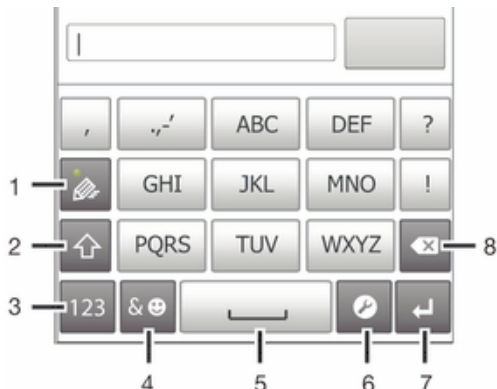 , .,-' ABC DEF ?
1 GHI JKL MNO !
2 PQRS TUV WXYZ 8
3 123 &
4 5 6 7